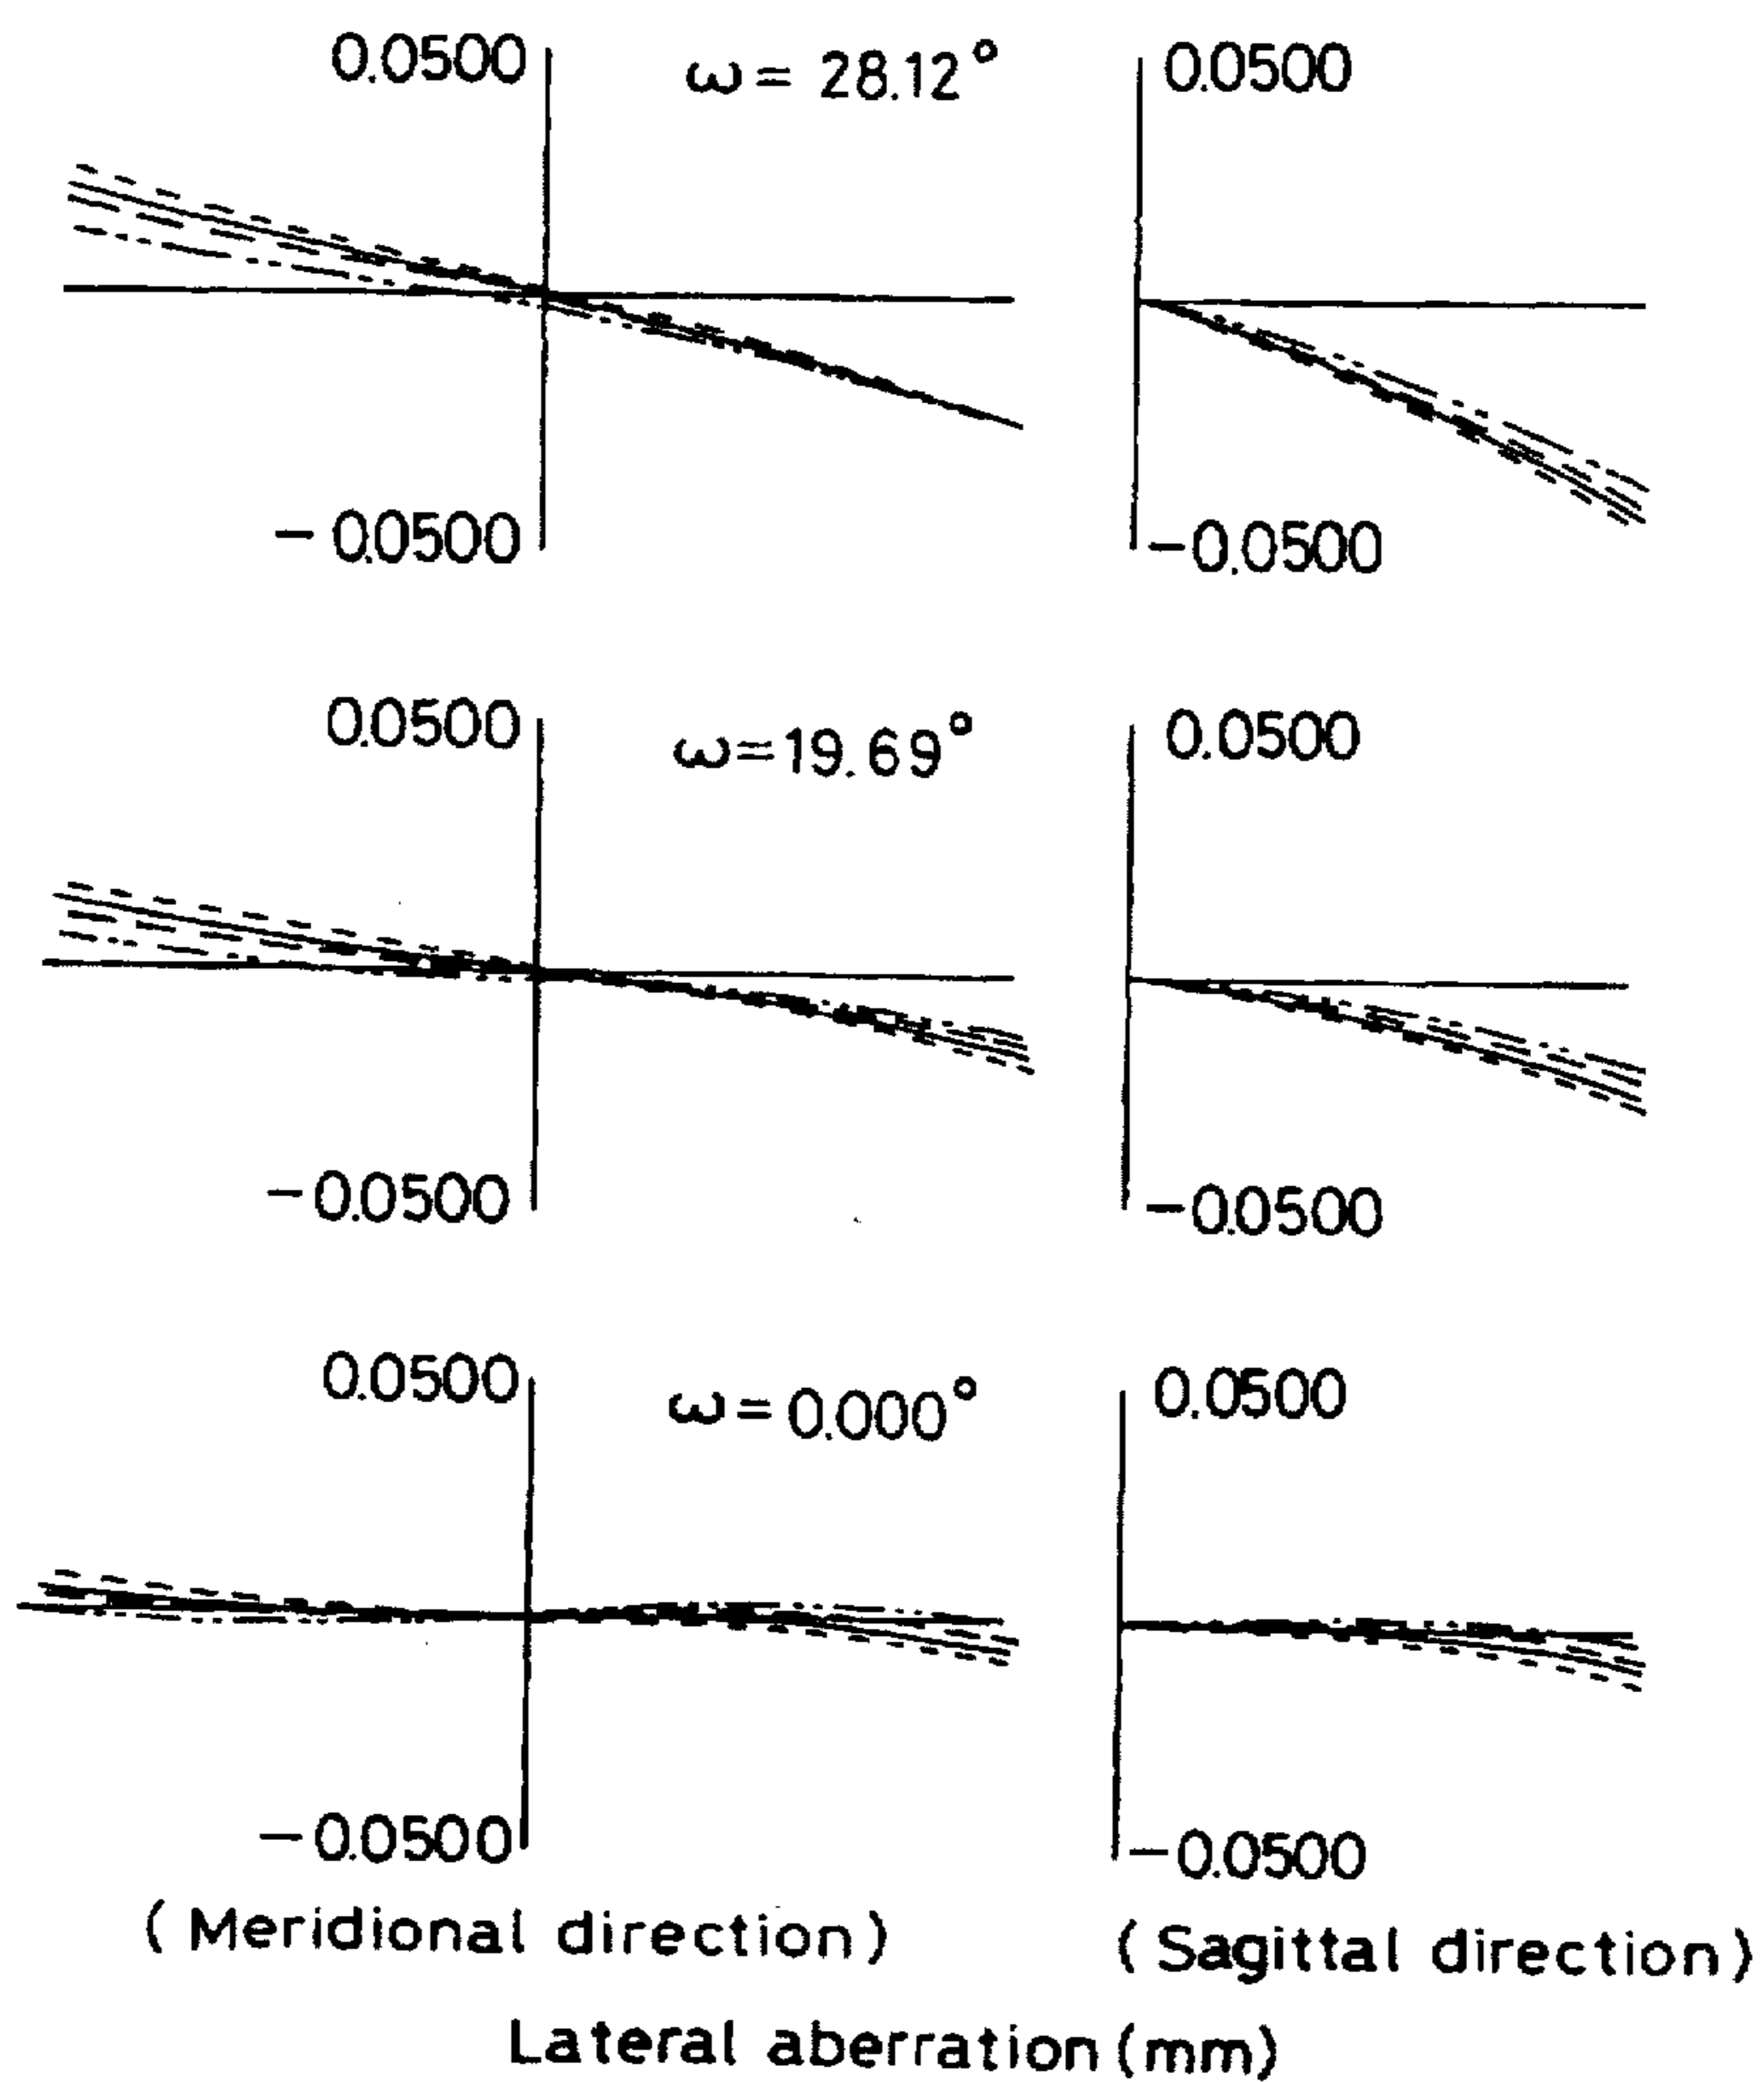 0.0500 ω = 28.12° 0.0500
-0.0500 -0.0500
0.0500 ω=19.69° 0.0500
-0.0500 -0.0500
0.0500 ω=0.000° 0.0500
-0.0500 -0.0500
(Meridional direction) (Sagittal direction)
Lateral aberration (mm)